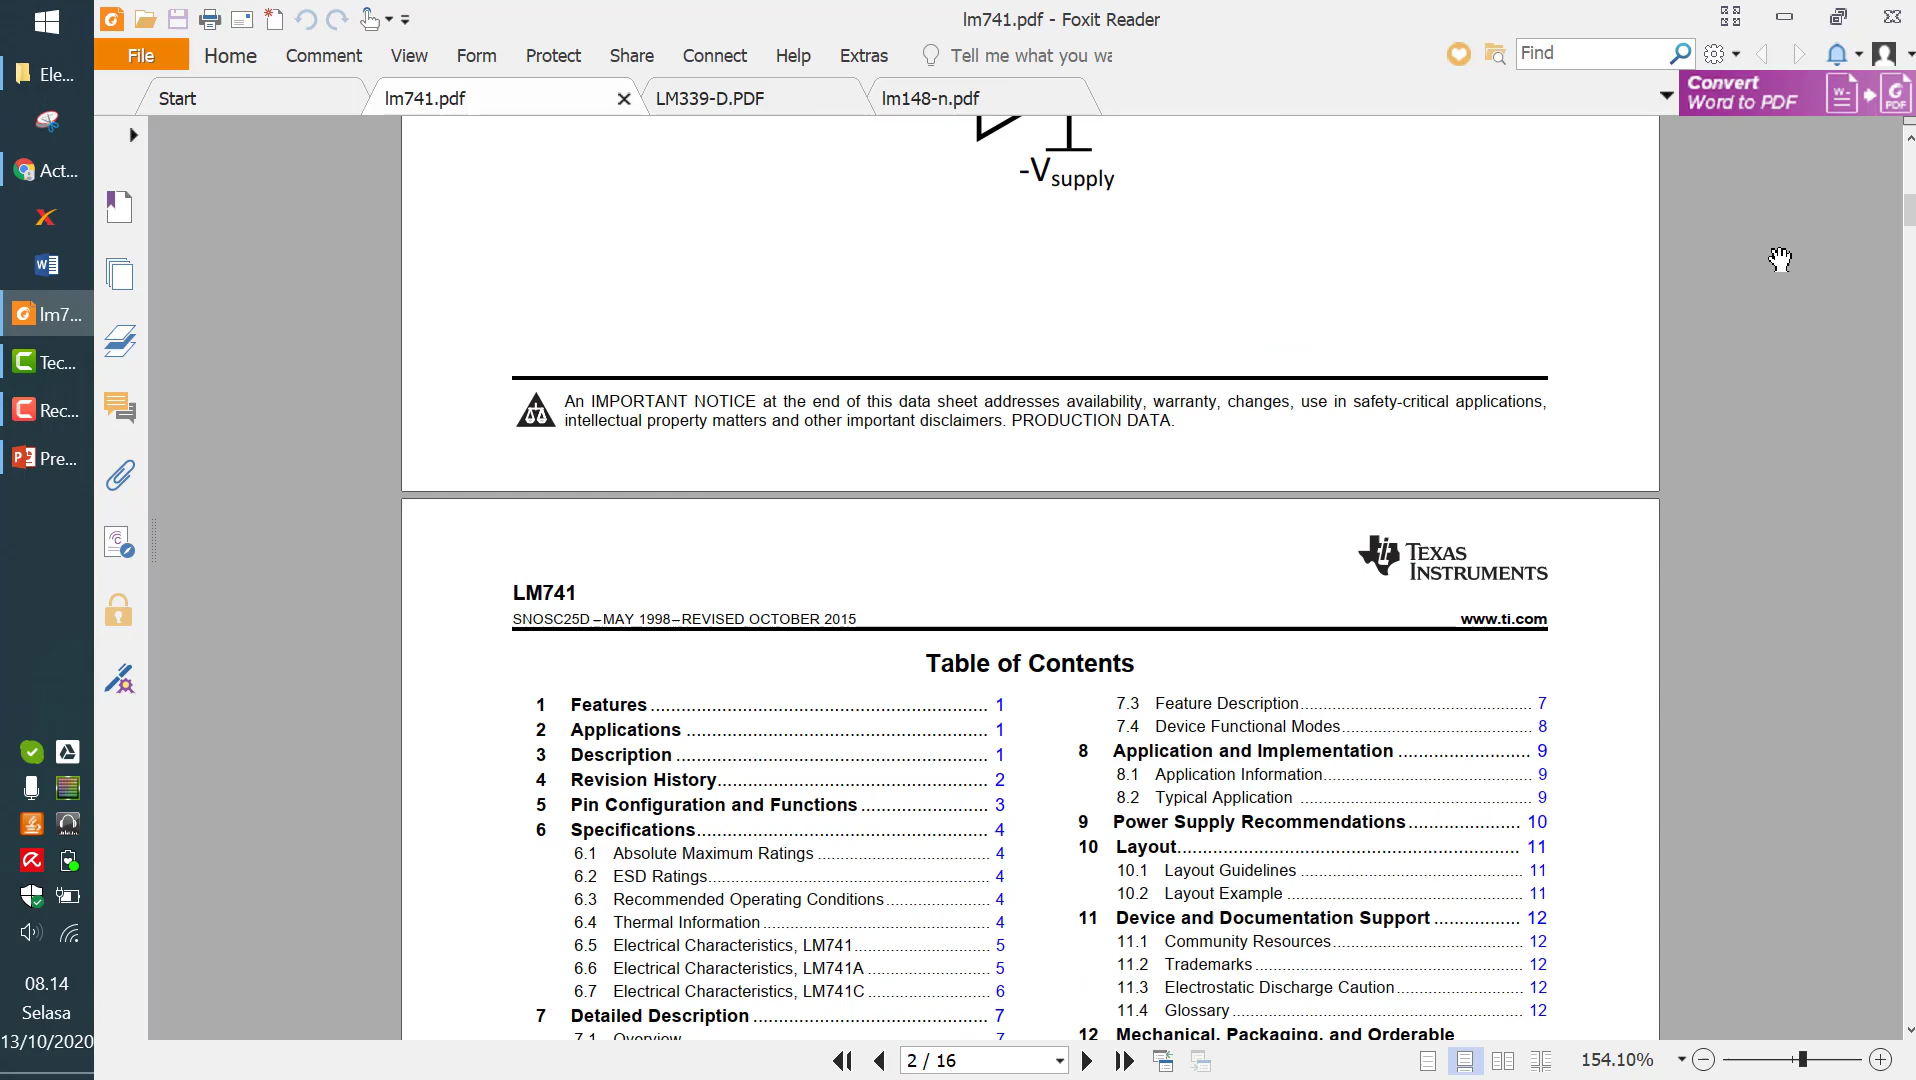 lm741.pdf - Foxit Reader
File Home Comment View Form Protect Share Connect Help Extras Tell me what you wa
Find
Start
lm741.pdf
LM339-D.PDF
lm148-n.pdf
Convert
Word to PDF
Ele...
Act...
lm7...
Tec...
Rec...
Pre...
08.14
Selasa
13/10/2020
-Vsupply
An IMPORTANT NOTICE at the end of this data sheet addresses availability, warranty, changes, use in safety-critical applications,
intellectual property matters and other important disclaimers. PRODUCTION DATA.
TEXAS
INSTRUMENTS
LM741
SNOSC25D – MAY 1998 – REVISED OCTOBER 2015
www.ti.com
Table of Contents
1 Features 1
2 Applications 1
3 Description 1
4 Revision History 2
5 Pin Configuration and Functions 3
6 Specifications 4
6.1 Absolute Maximum Ratings 4
6.2 ESD Ratings 4
6.3 Recommended Operating Conditions 4
6.4 Thermal Information 4
6.5 Electrical Characteristics, LM741 5
6.6 Electrical Characteristics, LM741A 5
6.7 Electrical Characteristics, LM741C 6
7 Detailed Description 7
7.1 Overview 7
7.3 Feature Description 7
7.4 Device Functional Modes 8
8 Application and Implementation 9
8.1 Application Information 9
8.2 Typical Application 9
9 Power Supply Recommendations 10
10 Layout 11
10.1 Layout Guidelines 11
10.2 Layout Example 11
11 Device and Documentation Support 12
11.1 Community Resources 12
11.2 Trademarks 12
11.3 Electrostatic Discharge Caution 12
11.4 Glossary 12
12 Mechanical, Packaging, and Orderable
2 / 16
154.10%